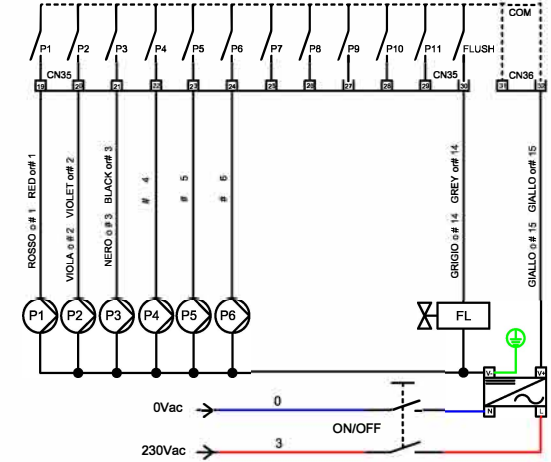 COM
P1 P2 P3 P4 P5 P6 P7 P8 P9 P10 P11 FLUSH
CN35 CN35 CN36
19 20 21 22 23 24 25 26 27 28 29 30 31 32
ROSSO o # 1 RED or# 1
VIOLA o # 2 VIOLET or# 2
NERO o # 3 BLACK or# 3
# 4
# 5
# 6
GRIGIO o # 14 GREY or# 14
GIALLO o # 15 GIALLO or# 15
P1 P2 P3 P4 P5 P6 FL
V- V+
0Vac 0 N L
ON/OFF
230Vac 3